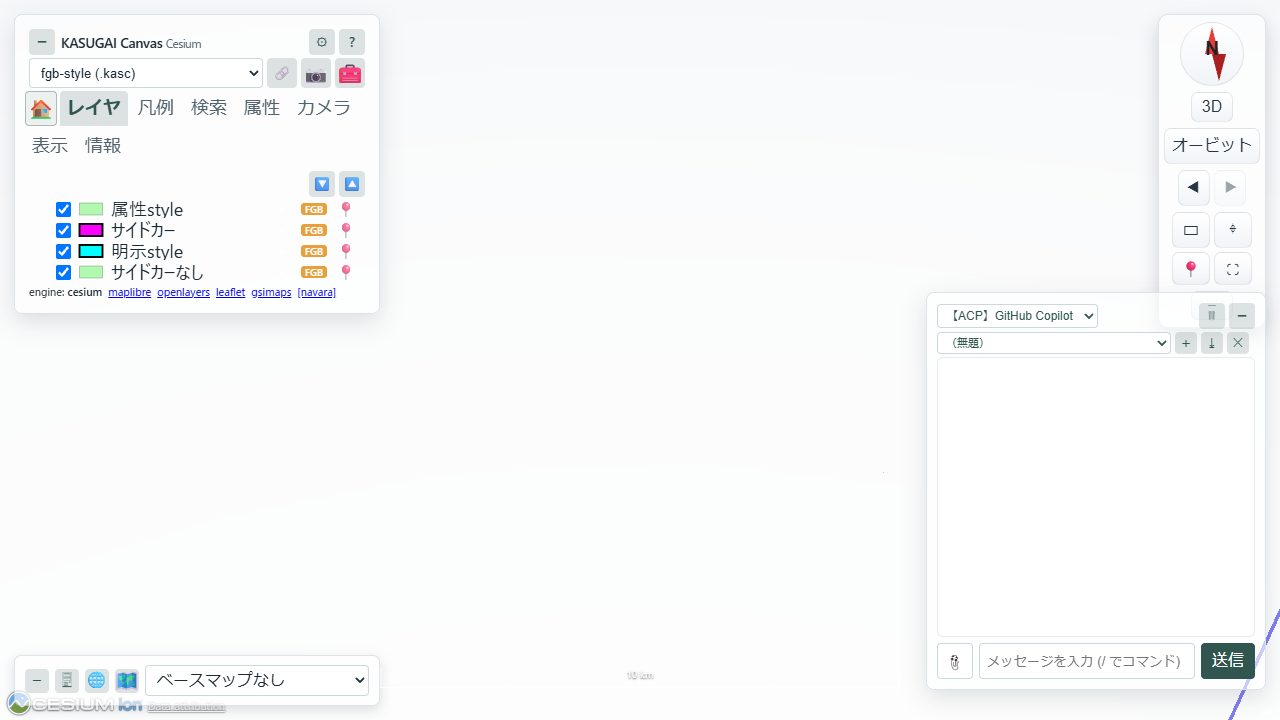 − KASUGAI Canvas Cesium ?
fgb-style (.kasc)
レイヤ 凡例 検索 属性 カメラ
表示 情報
属性style FGB
サイドカー FGB
明示style FGB
サイドカーなし FGB
engine: cesium maplibre openlayers leaflet gsimaps [navara]
N
3D
オービット
【ACP】GitHub Copilot
（無題）
メッセージを入力 (/ でコマンド) 送信
ベースマップなし
10 km
CESIUM ion Data attribution